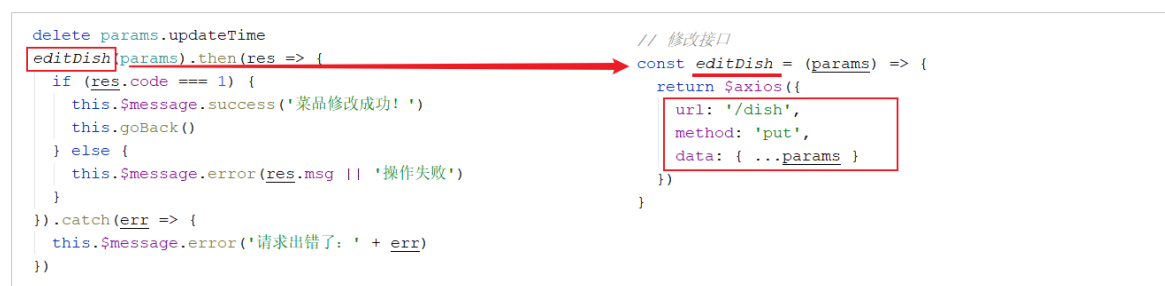 delete params.updateTime
editDish(params).then(res => {
  if (res.code === 1) {
    this.$message.success('菜品修改成功！')
    this.goBack()
  } else {
    this.$message.error(res.msg || '操作失败')
  }
}).catch(err => {
  this.$message.error('请求出错了：' + err)
})
// 修改接口
const editDish = (params) => {
  return $axios({
    url: '/dish',
    method: 'put',
    data: { ...params }
  })
}